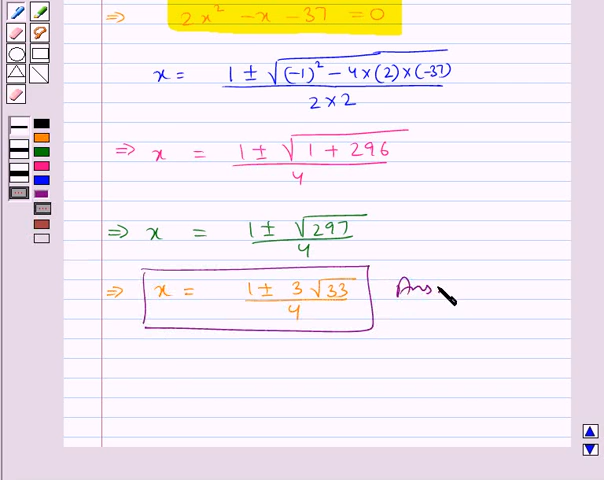 ⇒ 2x² - x - 37 = 0
x = 1 ± √(-1)² - 4×(2)×(-37) / 2×2
⇒ x = 1 ± √1 + 296 / 4
⇒ x = 1 ± √297 / 4
⇒ x = 1 ± 3√33 / 4 Ans